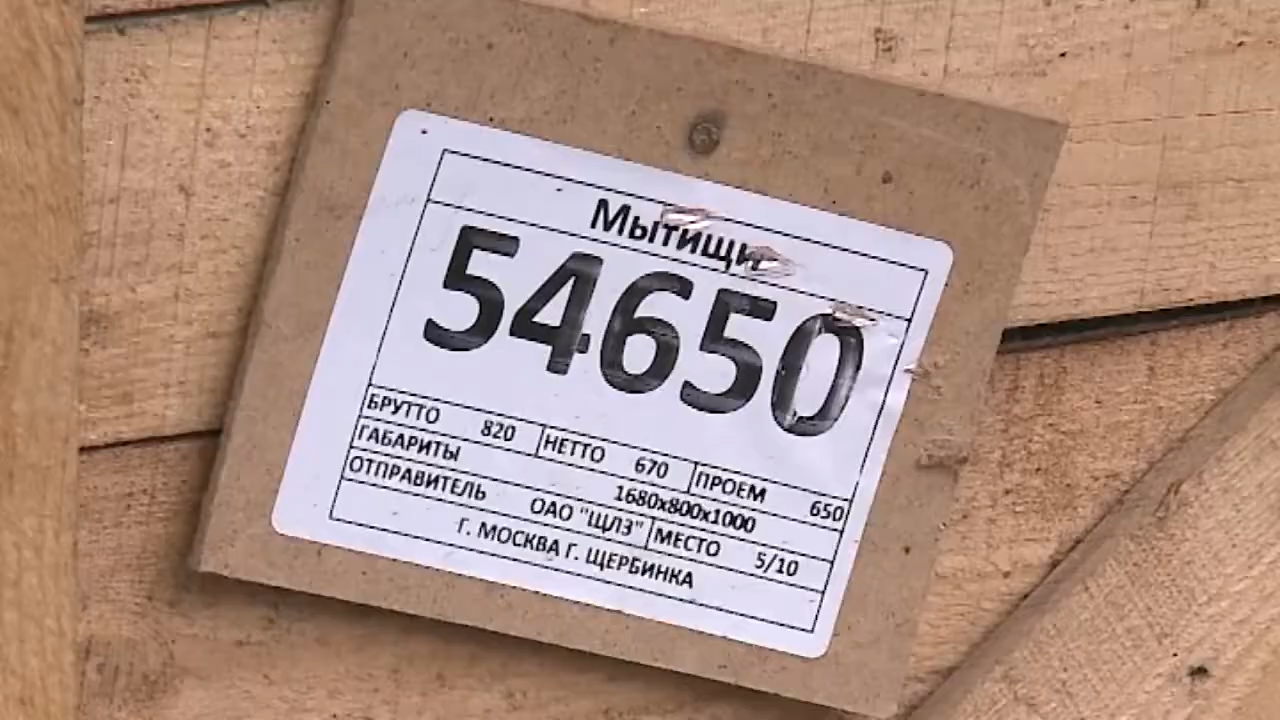 Мытищи
54650
БРУТТО 820 НЕТТО 670 ПРОЕМ 650
ГАБАРИТЫ 1680x800x1000
ОТПРАВИТЕЛЬ ОАО "ЩЛЗ" МЕСТО 5/10
Г. МОСКВА Г. ЩЕРБИНКА